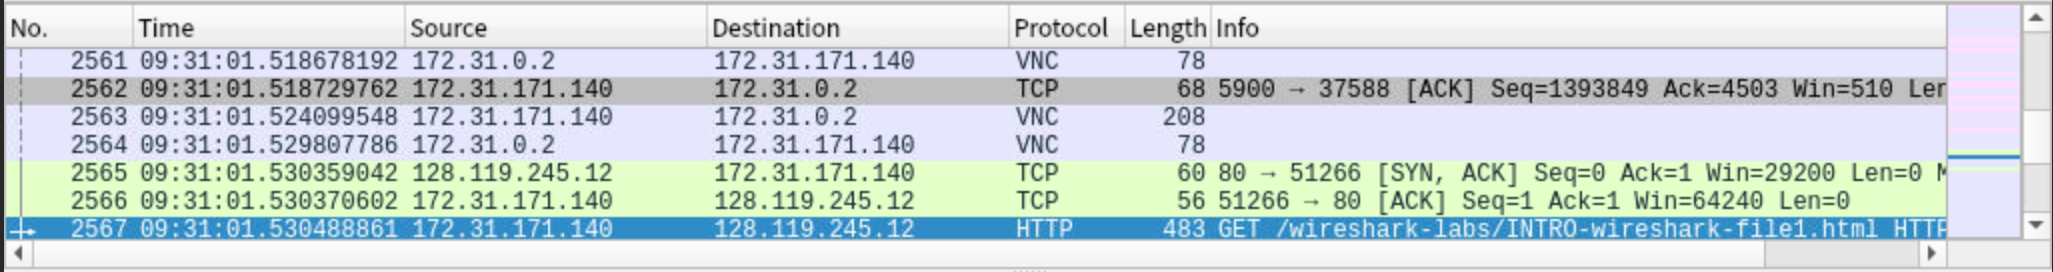 No. Time Source Destination Protocol Length Info
2561 09:31:01.518678192 172.31.0.2 172.31.171.140 VNC 78
2562 09:31:01.518729762 172.31.171.140 172.31.0.2 TCP 68 5900 → 37588 [ACK] Seq=1393849 Ack=4503 Win=510 Len
2563 09:31:01.524099548 172.31.171.140 172.31.0.2 VNC 208
2564 09:31:01.529807786 172.31.0.2 172.31.171.140 VNC 78
2565 09:31:01.530359042 128.119.245.12 172.31.171.140 TCP 60 80 → 51266 [SYN, ACK] Seq=0 Ack=1 Win=29200 Len=0 M
2566 09:31:01.530370602 172.31.171.140 128.119.245.12 TCP 56 51266 → 80 [ACK] Seq=1 Ack=1 Win=64240 Len=0
2567 09:31:01.530488861 172.31.171.140 128.119.245.12 HTTP 483 GET /wireshark-labs/INTRO-wireshark-file1.html HTTP